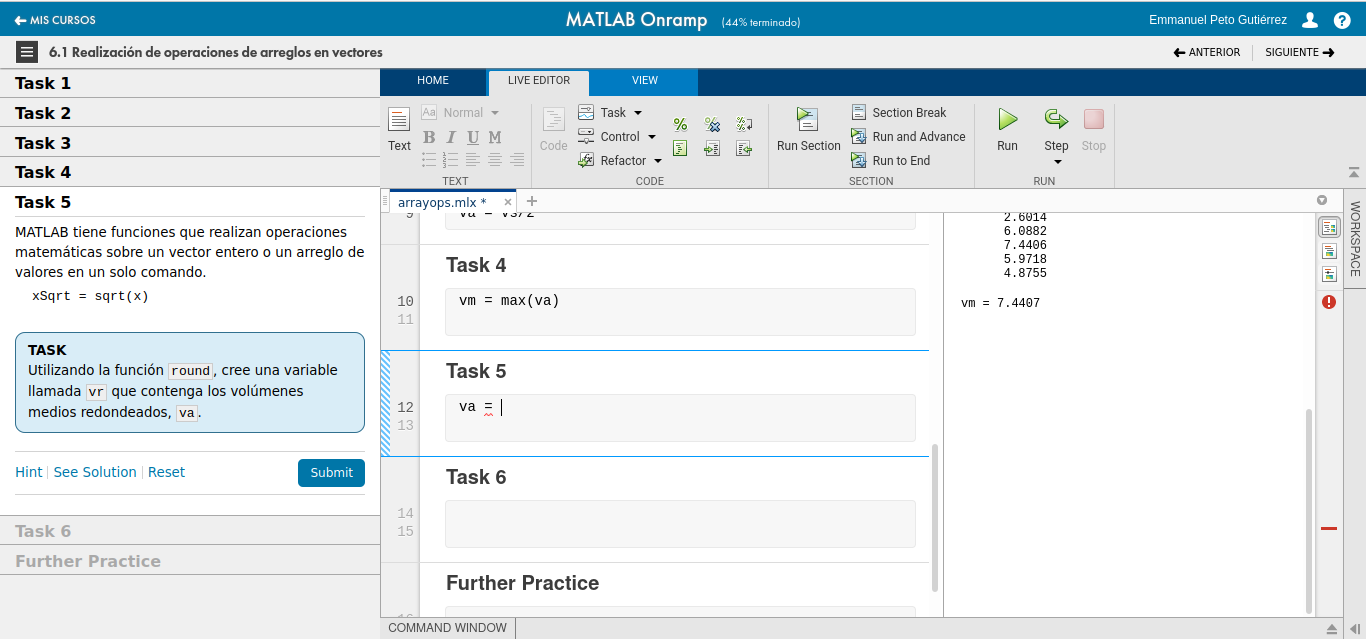 MIS CURSOS
MATLAB Onramp (44% terminado)
Emmanuel Peto Gutiérrez
6.1 Realización de operaciones de arreglos en vectores
ANTERIOR
SIGUIENTE
Task 1
Task 2
Task 3
Task 4
Task 5
MATLAB tiene funciones que realizan operaciones
matemáticas sobre un vector entero o un arreglo de
valores en un solo comando.
xSqrt = sqrt(x)
TASK
Utilizando la función round, cree una variable
llamada vr que contenga los volúmenes
medios redondeados, va.
Hint
See Solution
Reset
Submit
Task 6
Further Practice
HOME
LIVE EDITOR
VIEW
Text
Aa Normal
B I U M
TEXT
Code
Task
Control
Refactor
CODE
Run Section
Section Break
Run and Advance
Run to End
SECTION
Run
Step
Stop
RUN
arrayops.mlx *
9 va = vs/2
Task 4
10 vm = max(va)
11
Task 5
12 va =
13
Task 6
14
15
Further Practice
16
2.6014
6.0882
7.4406
5.9718
4.8755
vm = 7.4407
WORKSPACE
COMMAND WINDOW